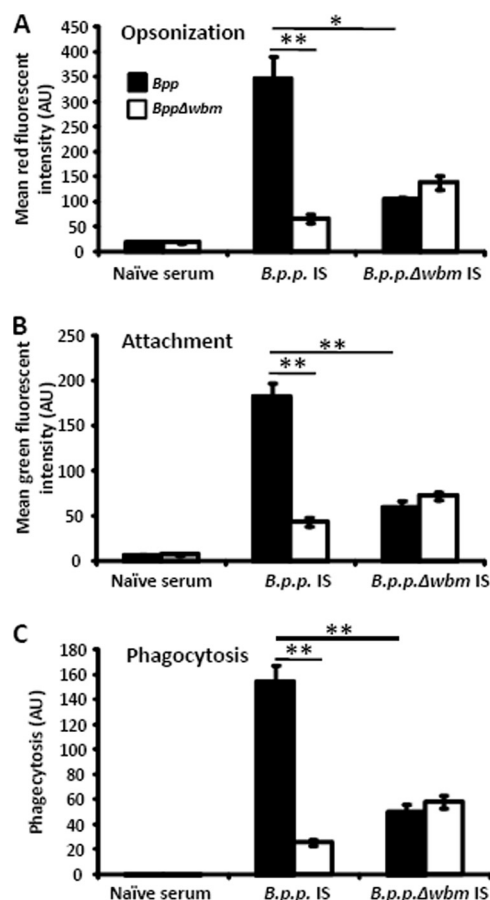 A Opsonization
Mean red fluorescent
intensity (AU)
450
400
350
300
250
200
150
100
50
0
Bpp
BppΔwbm
*
**
Naïve serum B.p.p. IS B.p.p.Δwbm IS
B Attachment
Mean green fluorescent
intensity (AU)
250
200
150
100
50
0
**
**
Naïve serum B.p.p. IS B.p.p.Δwbm IS
C Phagocytosis
Phagecytosis (AU)
180
160
140
120
100
80
60
40
20
0
**
**
Naïve serum B.p.p. IS B.p.p.Δwbm IS